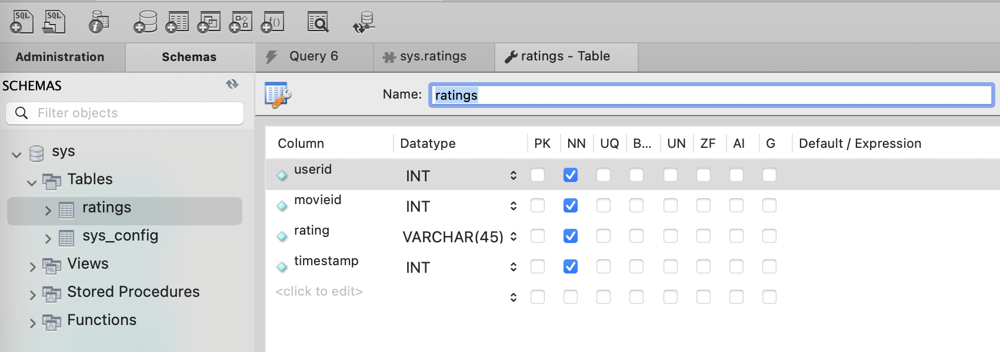 SQL SQL
Administration Schemas
SCHEMAS
Filter objects
sys
Tables
ratings
sys_config
Views
Stored Procedures
Functions
Query 6 sys.ratings ratings - Table
Name: ratings
Column Datatype PK NN UQ B... UN ZF AI G Default / Expression
userid INT
movieid INT
rating VARCHAR(45)
timestamp INT
<click to edit>